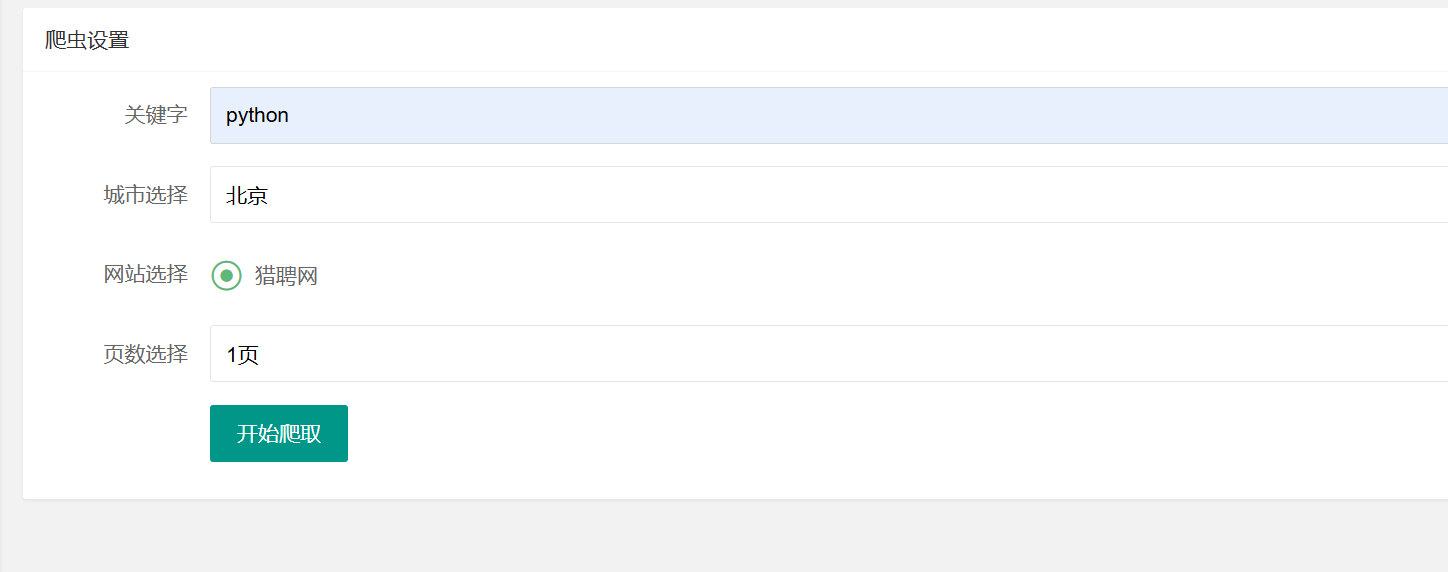 爬虫设置
关键字 python
城市选择 北京
网站选择 猎聘网
页数选择 1页
开始爬取